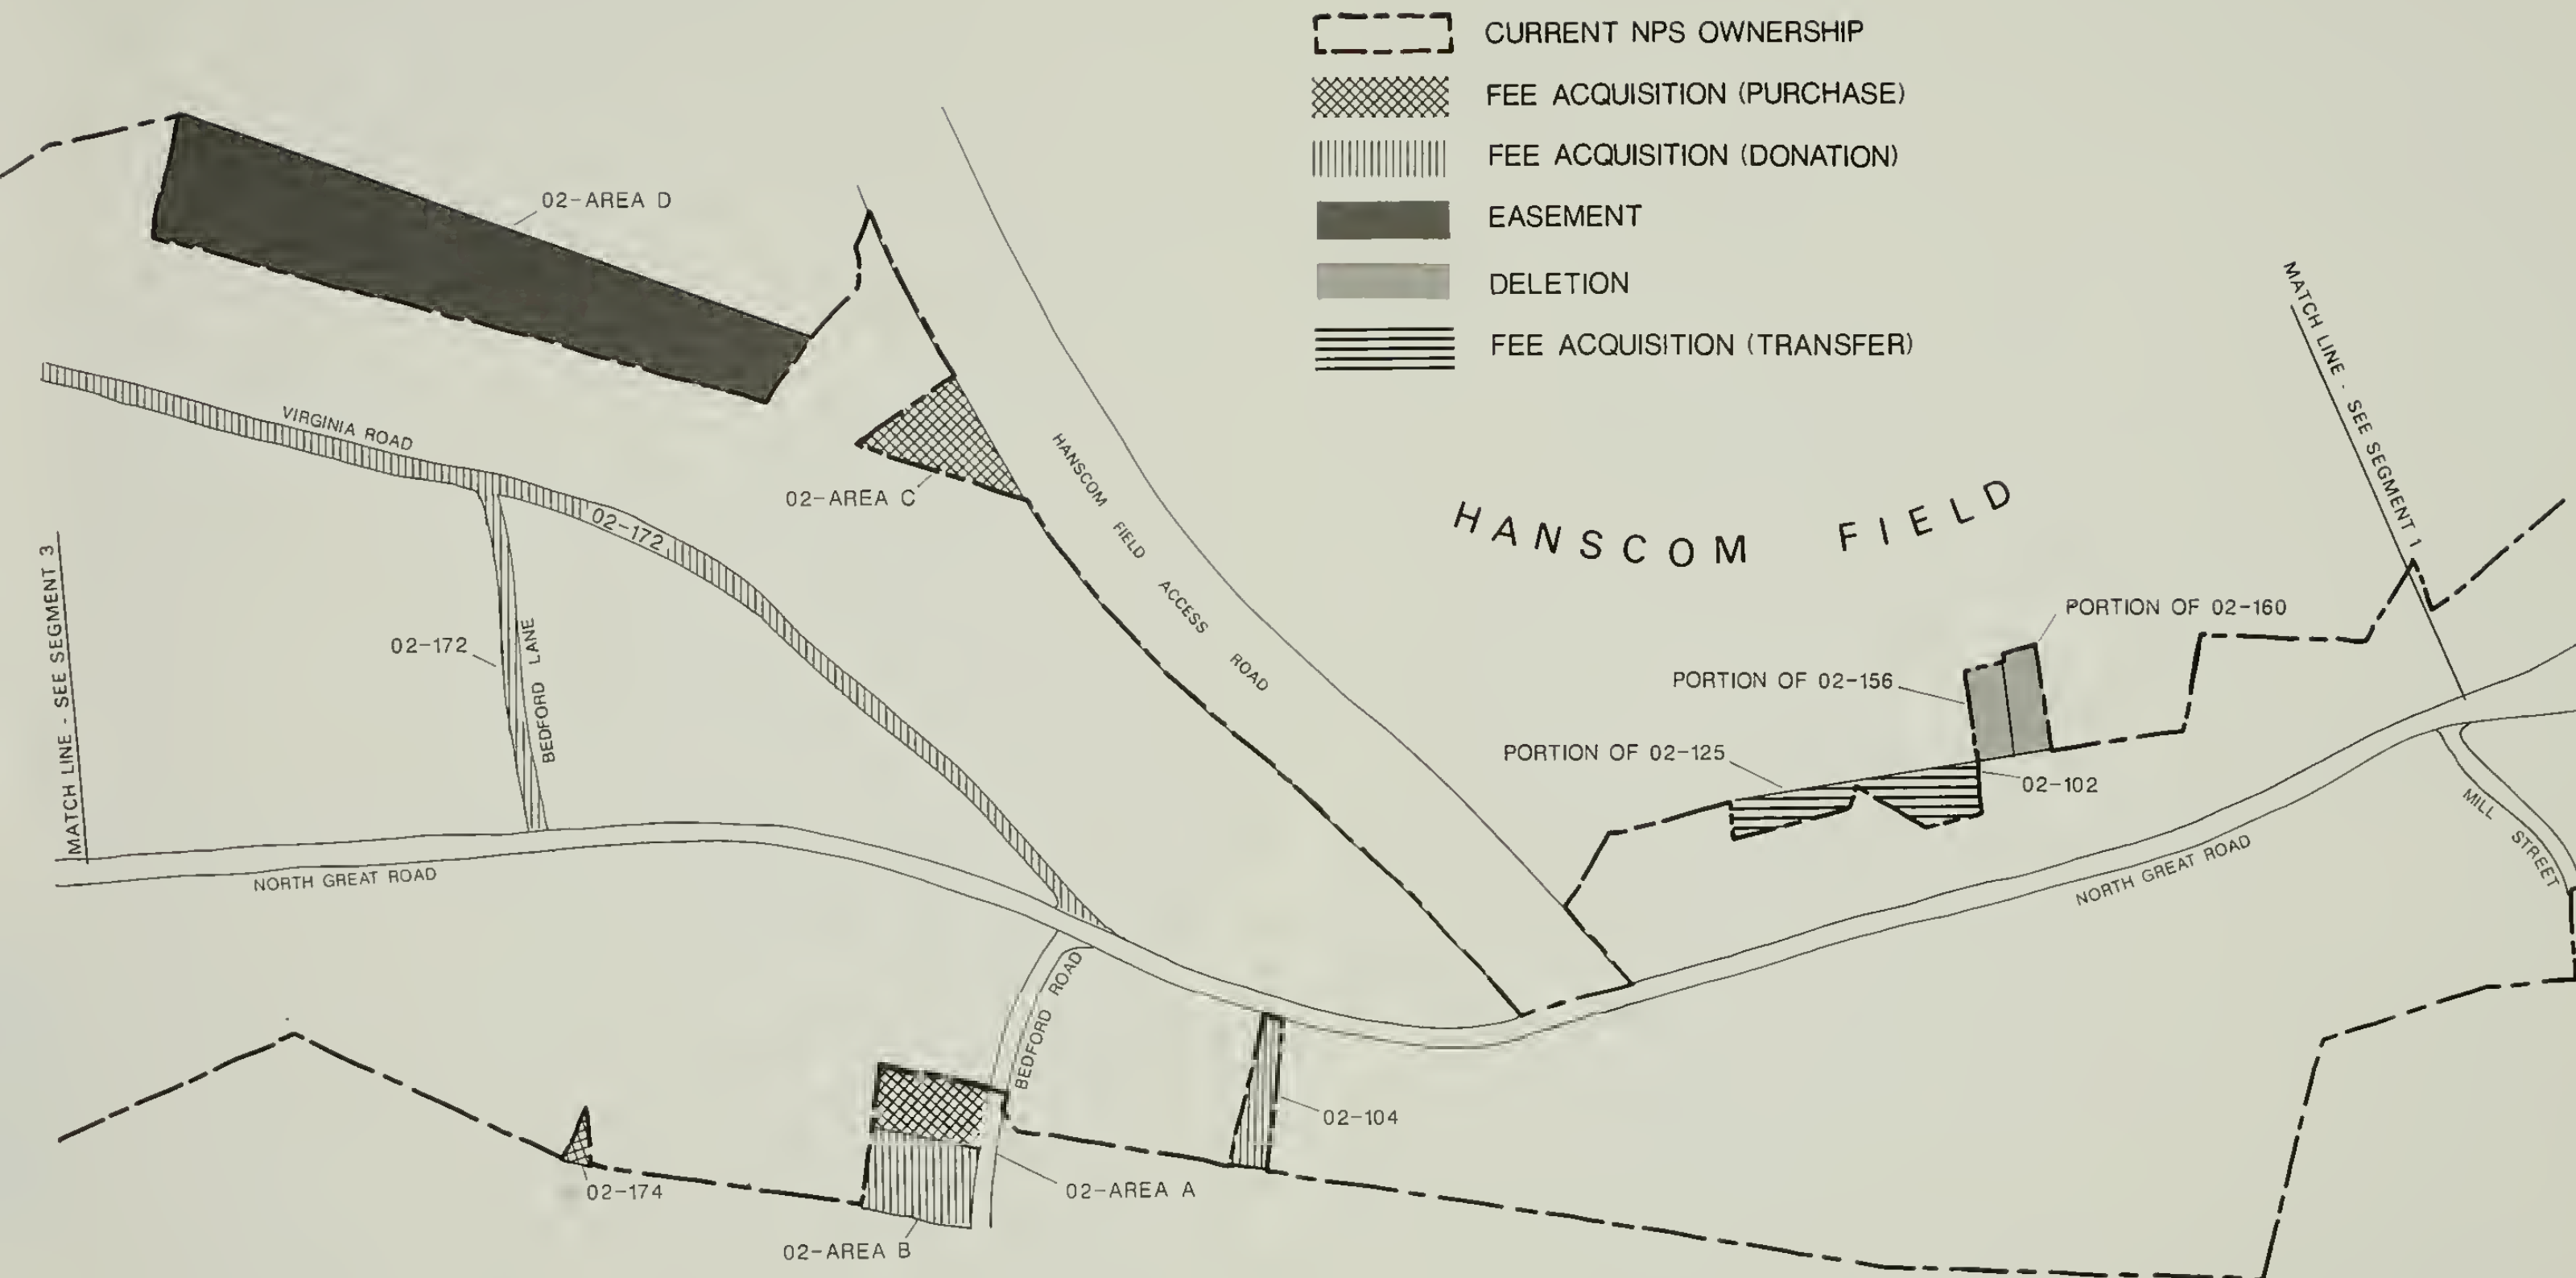 CURRENT NPS OWNERSHIP
FEE ACQUISITION (PURCHASE)
FEE ACQUISITION (DONATION)
EASEMENT
DELETION
FEE ACQUISITION (TRANSFER)
02-AREA D
MATCH LINE - SEE SEGMENT 1
VIRGINIA ROAD
02-AREA C
HANSCOM FIELD ACCESS ROAD
HANSCOM FIELD
02-172
MATCH LINE - SEE SEGMENT 3
02-172
BEDFORD LANE
PORTION OF 02-160
PORTION OF 02-156
PORTION OF 02-125
02-102
MILL STREET
NORTH GREAT ROAD
NORTH GREAT ROAD
BEDFORD ROAD
02-104
02-174
02-AREA A
02-AREA B